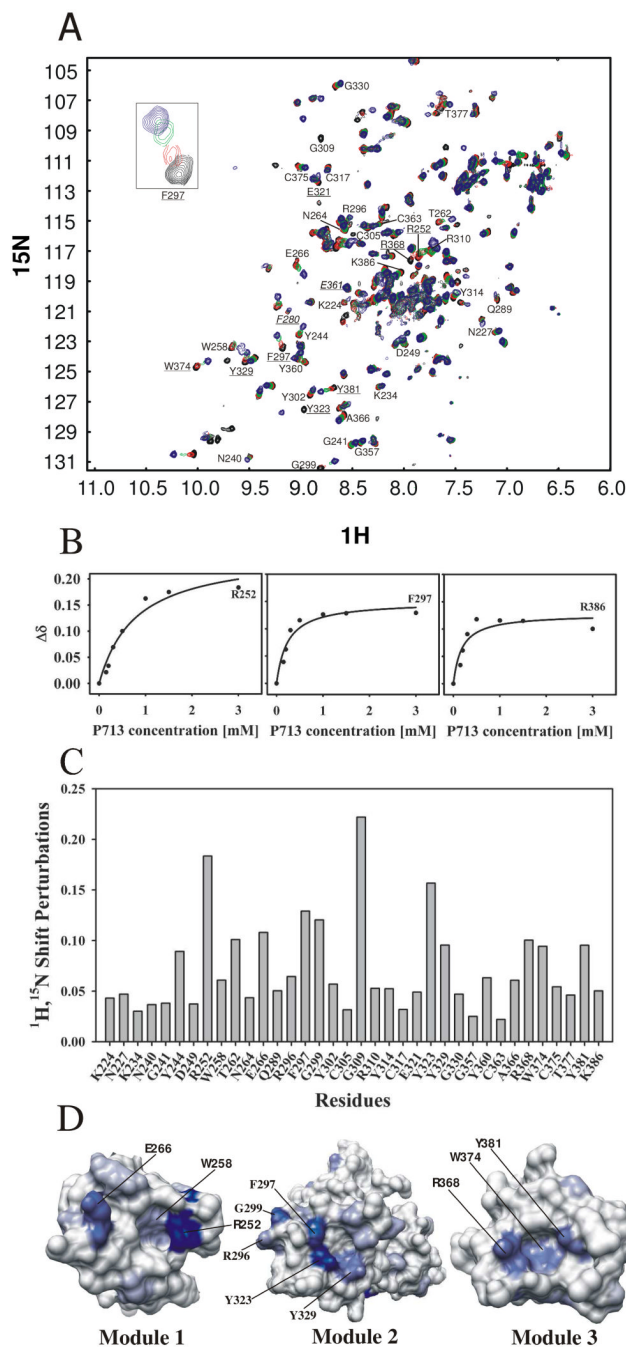 A
105
107
109
111
113
115
117
119
121
123
125
127
129
131
15N
11.0 10.5 10.0 9.5 9.0 8.5 8.0 7.5 7.0 6.5 6.0
1H
F297
G330
T377
G309
C375
C317
E321
R296
N264
C363
T262
C305
R368
R252
R310
E266
K386
E361
K224
Y314
Q289
F280
Y244
N227
W258
D249
F297
Y360
W374
Y329
Y381
K234
Y302
Y323
A366
G241
G357
N240
G299
B
Δδ
0.20
0.15
0.10
0.05
0.00
R252
F297
R386
0 1 2 3
0 1 2 3
0 1 2 3
P713 concentration [mM]
P713 concentration [mM]
P713 concentration [mM]
C
1H,15N Shift Perturbations
0.25
0.20
0.15
0.10
0.05
0.00
K224 N227 K234 N240 G241 Y244 D249 R252 W258 T262 N264 E266 Q289 R296 F297 G299 Y302 C305 G309 R310 Y314 C317 E321 Y323 Y329 G330 G357 Y360 C363 A366 R368 W374 C375 T377 Y381 K386
Residues
D
E266
W258
R252
F297
G299
R296
Y323
Y329
Y381
W374
R368
Module 1
Module 2
Module 3